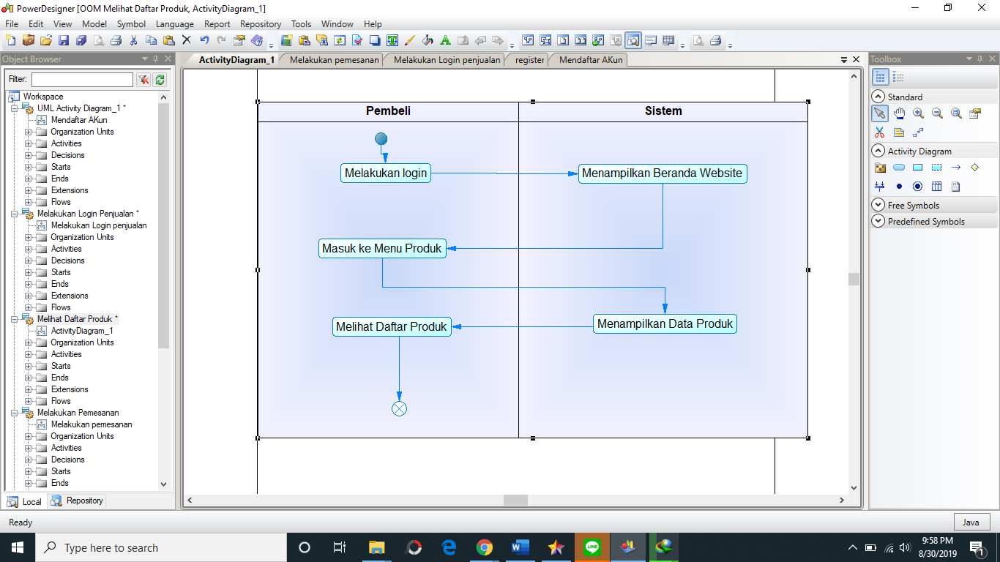 PowerDesigner [OOM Melihat Daftar Produk, ActivityDiagram_1]
File Edit View Model Symbol Language Report Repository Tools Window Help
Object Browser
Filter:
Workspace
UML Activity Diagram_1 *
Mendaftar AKun
Organization Units
Activities
Decisions
Starts
Ends
Extensions
Flows
Melakukan Login Penjualan *
Melakukan Login penjualan
Organization Units
Activities
Decisions
Starts
Ends
Extensions
Flows
Melihat Daftar Produk *
ActivityDiagram_1
Organization Units
Activities
Starts
Ends
Extensions
Flows
Melakukan Pemesanan
Melakukan pemesanan
Organization Units
Activities
Decisions
Starts
Ends
Local Repository
ActivityDiagram_1 Melakukan pemesanan Melakukan Login penjualan register Mendaftar AKun
Pembeli Sistem
Melakukan login Menampilkan Beranda Website
Masuk ke Menu Produk
Melihat Daftar Produk Menampilkan Data Produk
Toolbox
Standard
Activity Diagram
Free Symbols
Predefined Symbols
Ready Java
Type here to search
LINE
W
9:58 PM
8/30/2019
1